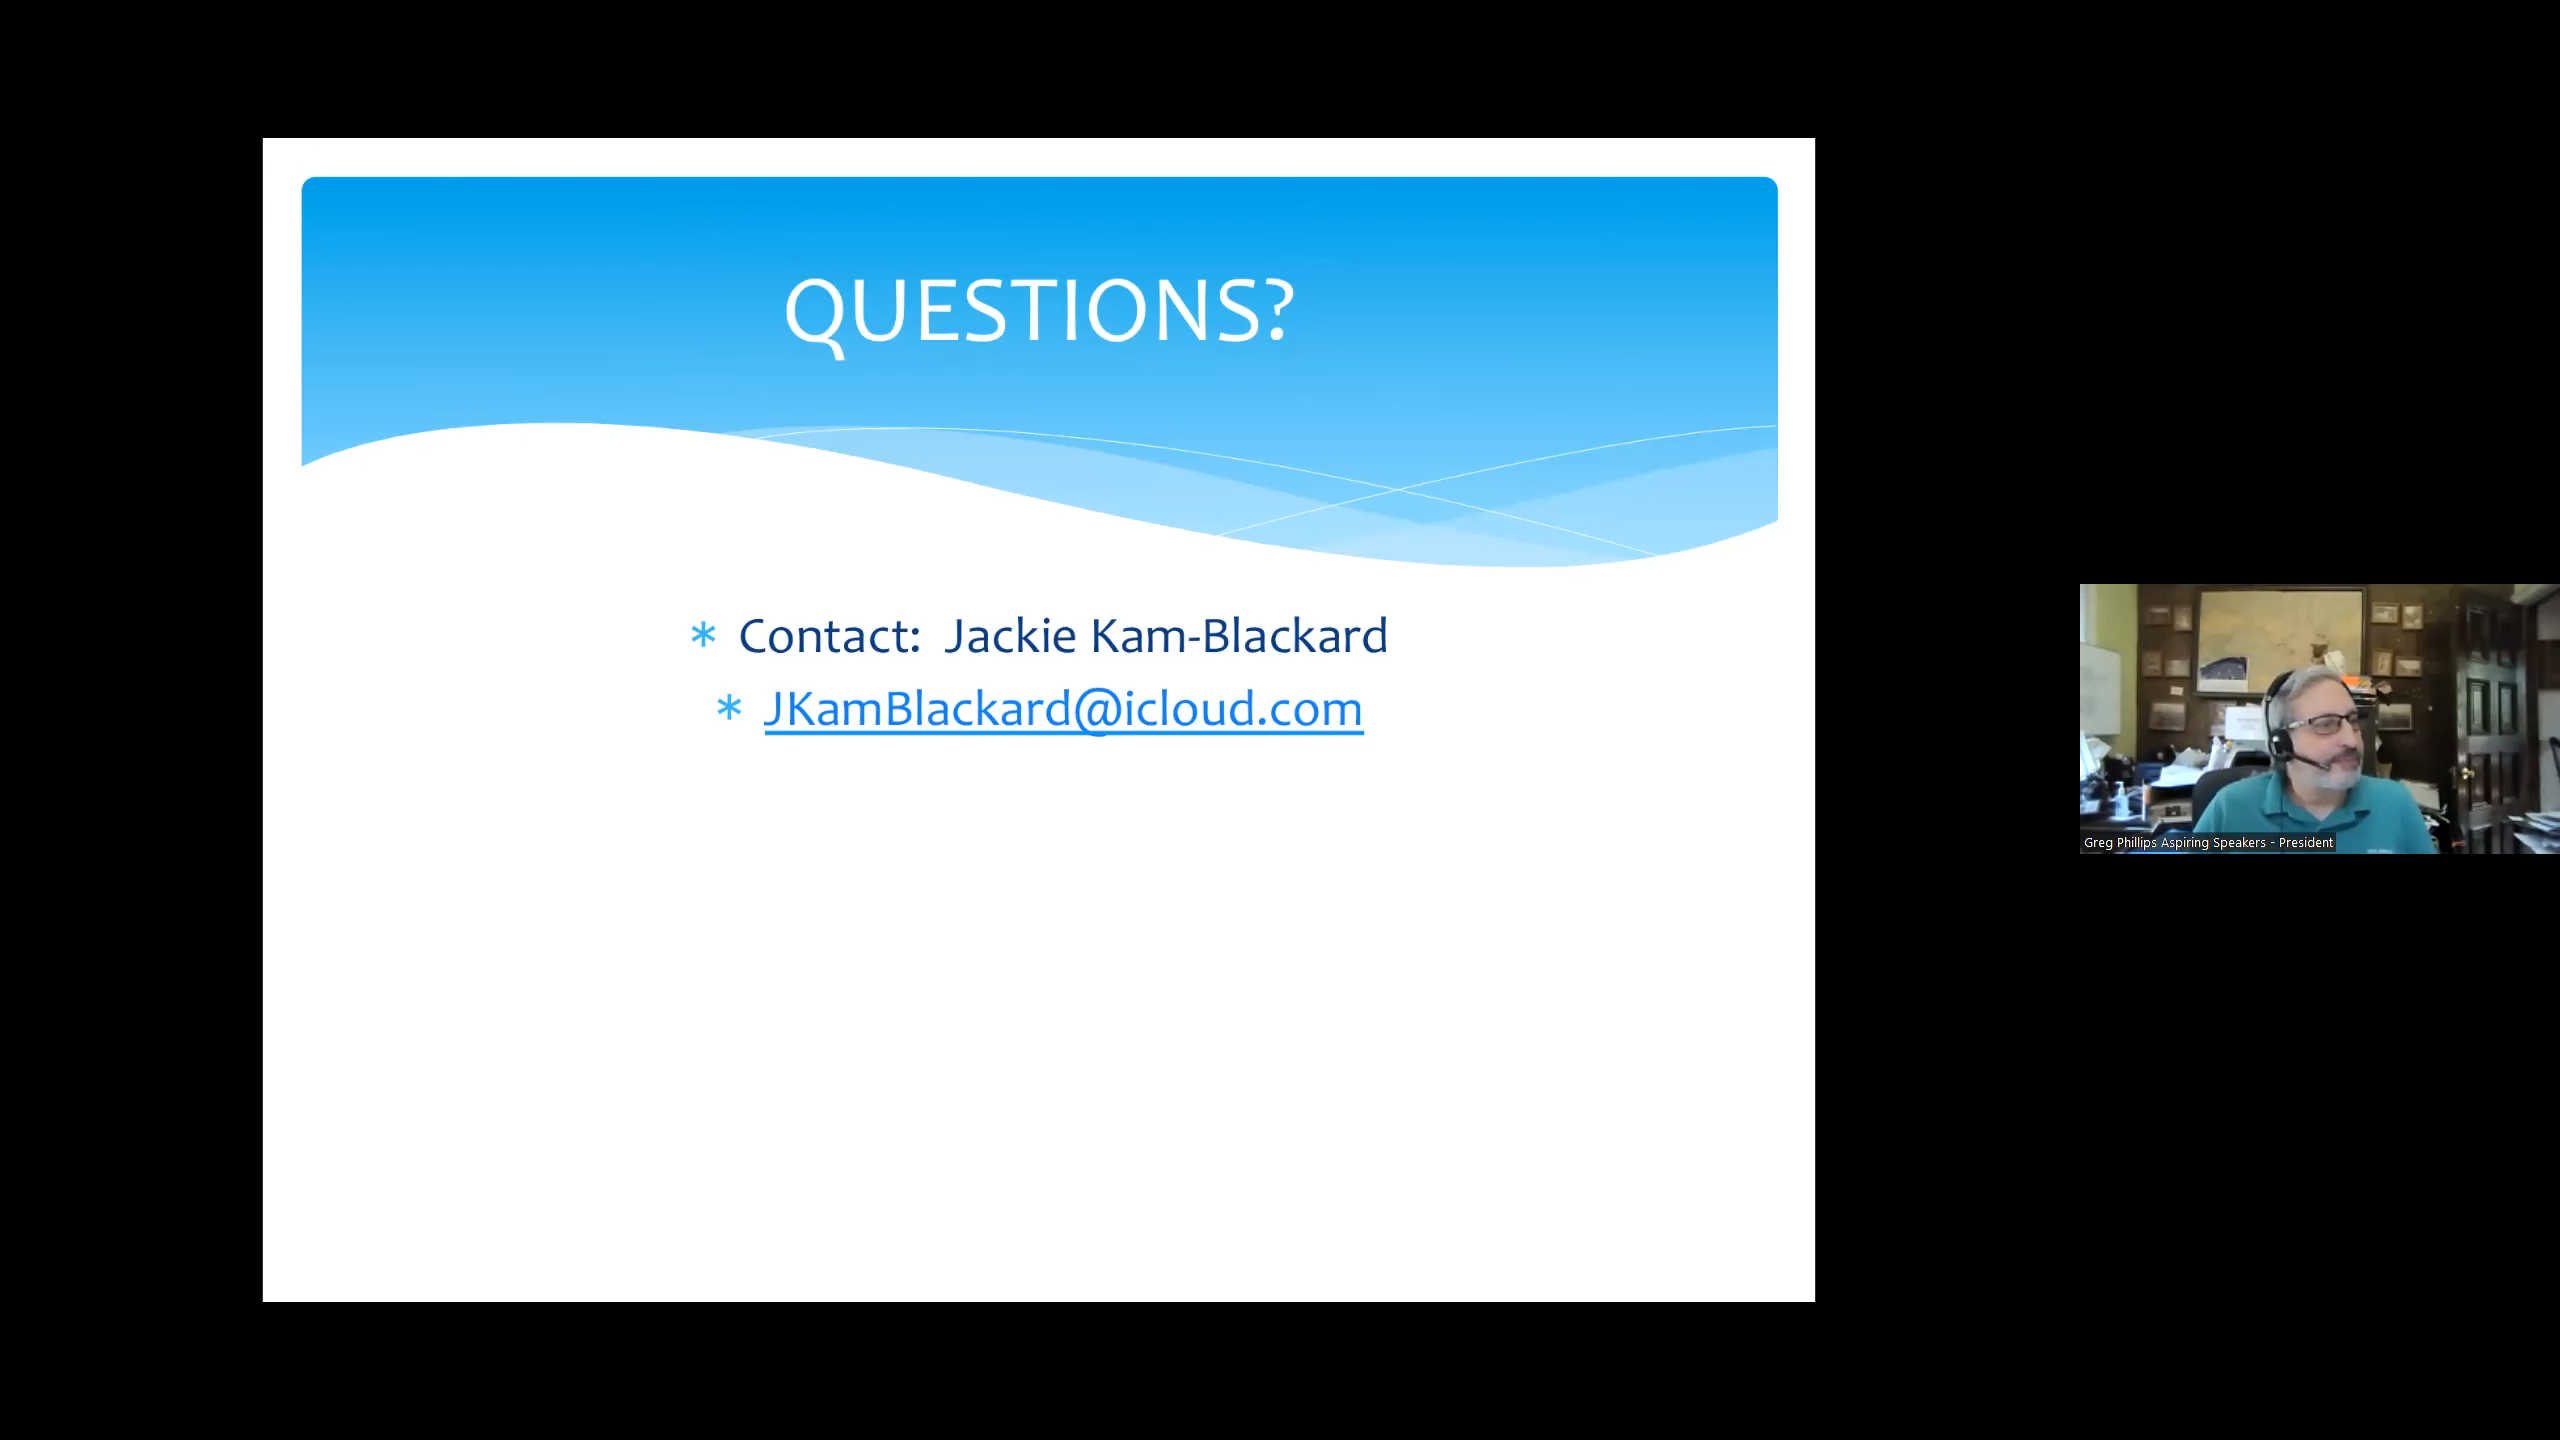 QUESTIONS?
* Contact:  Jackie Kam-Blackard
* JKamBlackard@icloud.com
Greg Phillips Aspiring Speakers - President